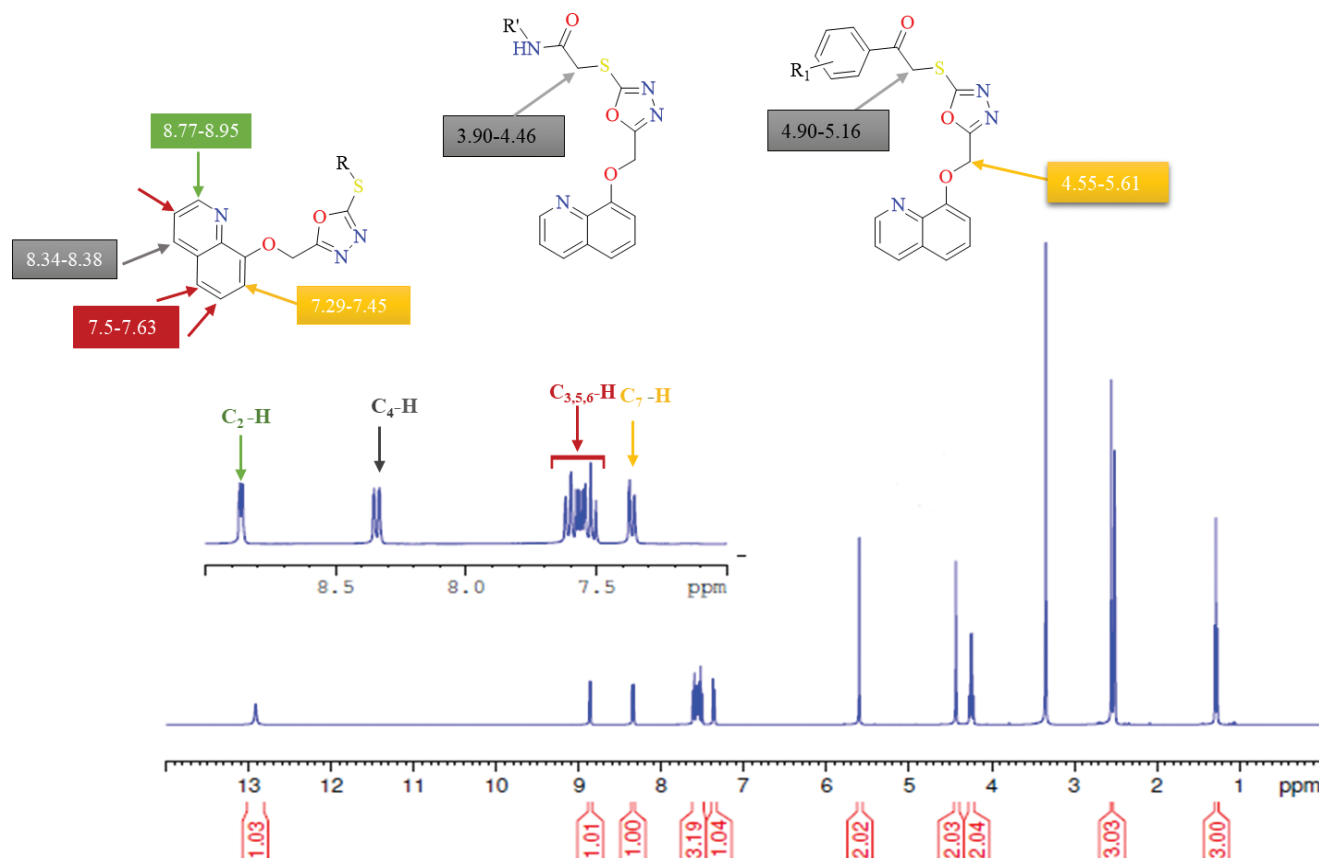 R'
O
HN
S
N
O
N
3.90-4.46
O
N
O
R₁
S
N
O
N
4.90-5.16
O
4.55-5.61
N
8.77-8.95
R
S
N
O
N
O
N
8.34-8.38
7.5-7.63
7.29-7.45
C₂-H
C₄-H
C₃,₅,₆-H
C₇-H
8.5 8.0 7.5 ppm
13 12 11 10 9 8 7 6 5 4 3 2 1 ppm
1.03 1.01 1.00 3.19 1.04 2.02 2.03 2.04 3.03 3.00